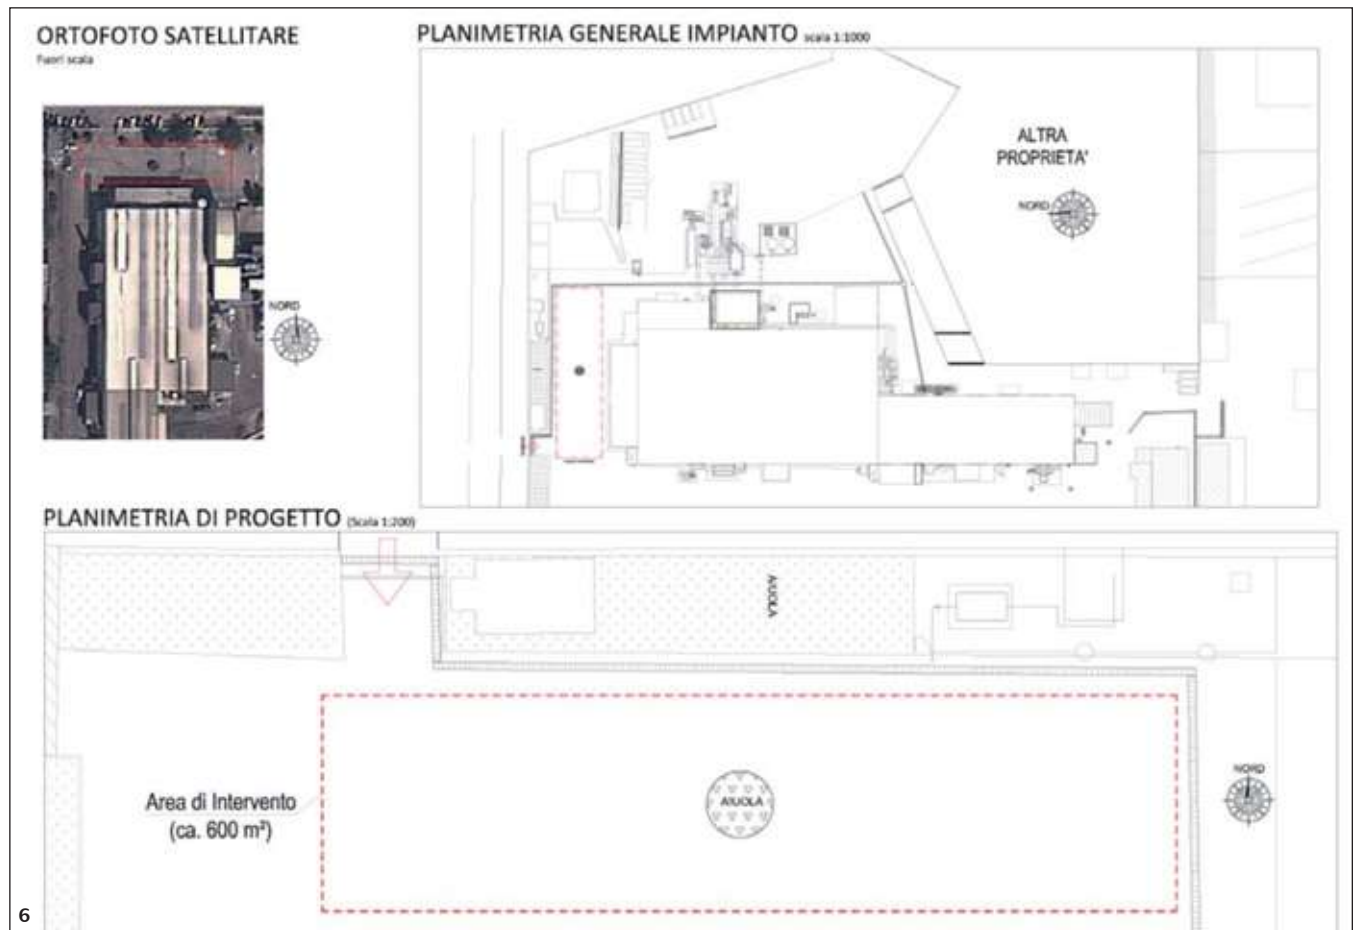 ORTOFOTO SATELLITARE
Fuori scala
NORD
PLANIMETRIA GENERALE IMPIANTO scala 1:1000
ALTRA
PROPRIETA'
NORD
PLANIMETRIA DI PROGETTO (Scala 1:200)
AIUOLA
Area di Intervento
(ca. 600 m²)
AIUOLA
NORD
6